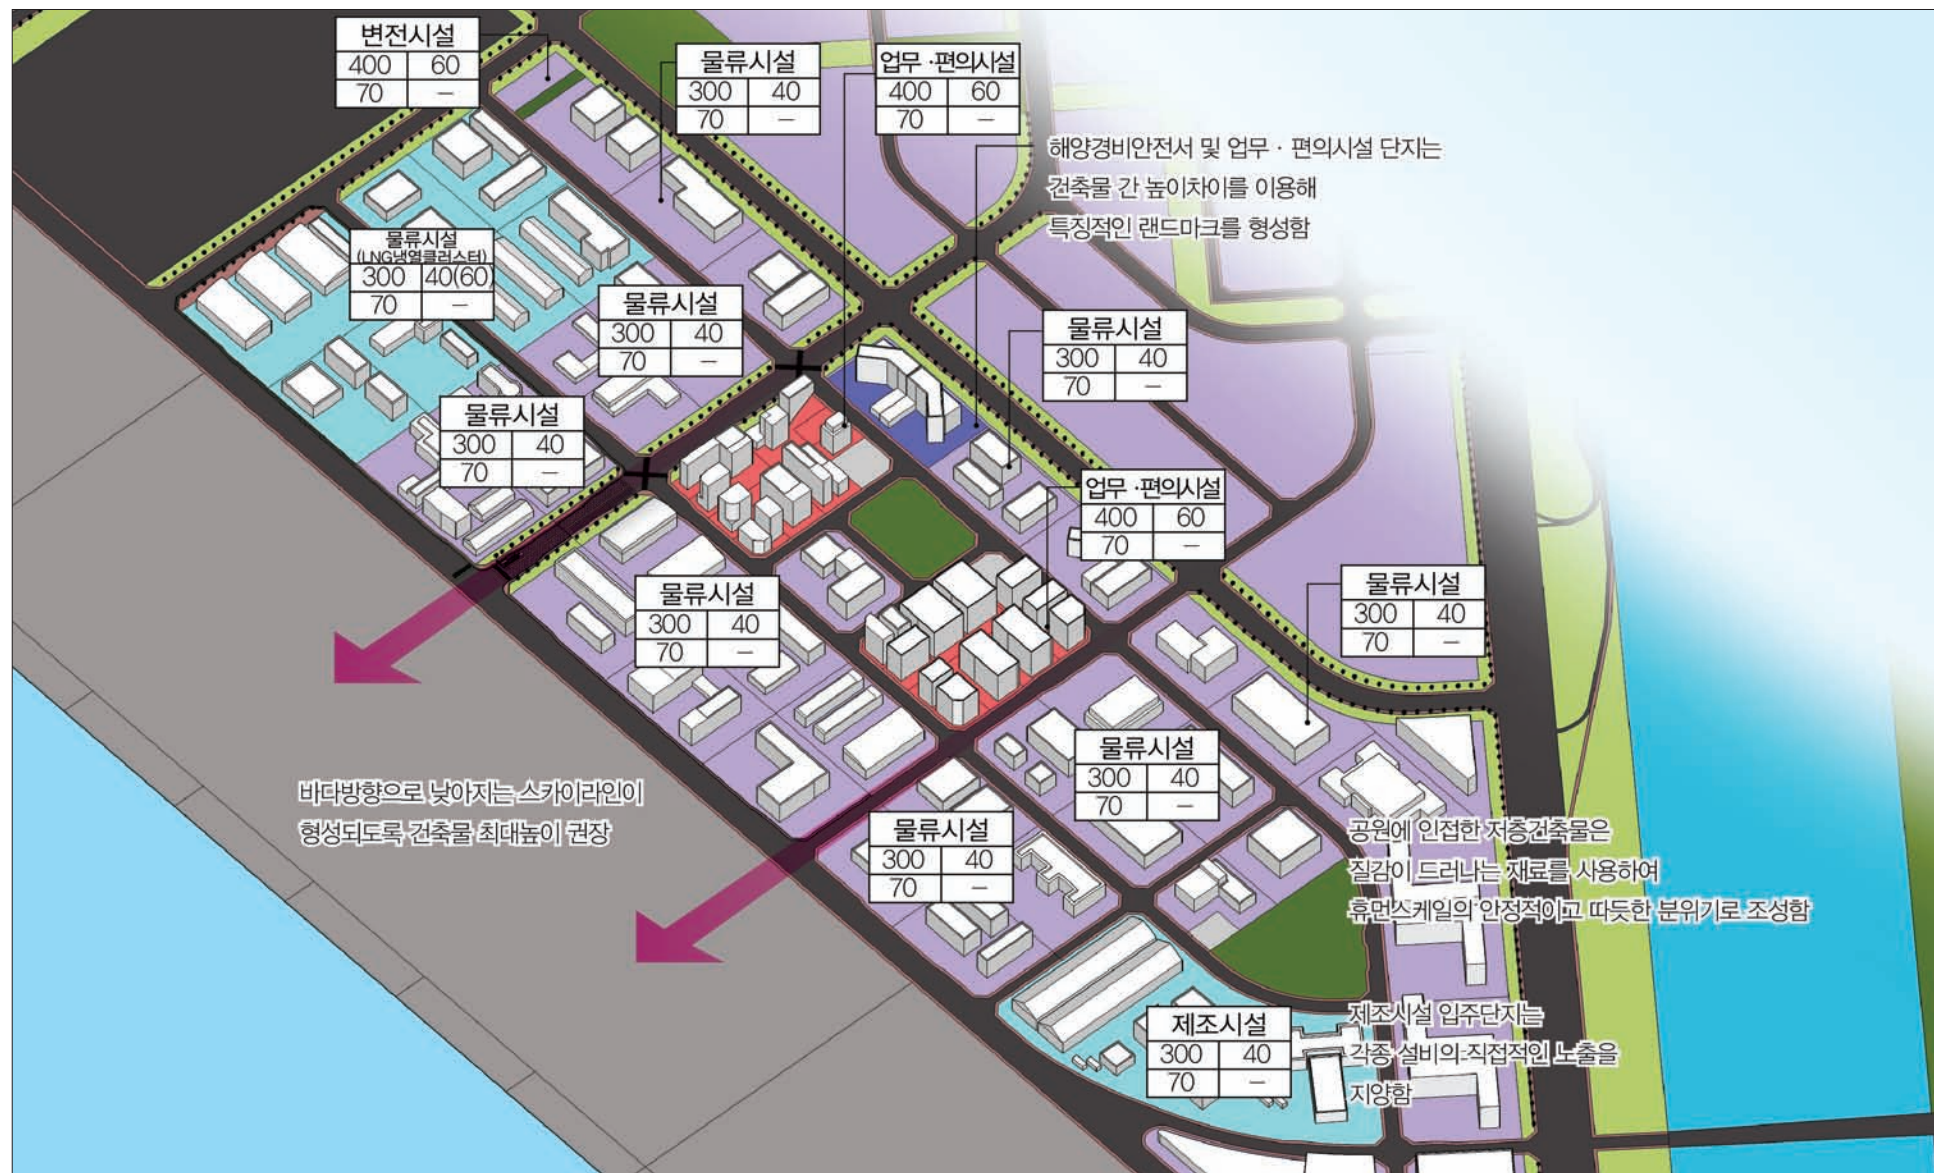 변전시설
400 60
70 –
물류시설
300 40
70 –
업무 · 편의시설
400 60
70 –
해양경비안전서 및 업무 · 편의시설 단지는
건축물 간 높이차이를 이용해
특징적인 랜드마크를 형성함
물류시설
(LNG냉열클러스터)
300 40(60)
70 –
물류시설
300 40
70 –
물류시설
300 40
70 –
물류시설
300 40
70 –
업무 · 편의시설
400 60
70 –
물류시설
300 40
70 –
물류시설
300 40
70 –
바다방향으로 낮아지는 스카이라인이
형성되도록 건축물 최대높이 권장
물류시설
300 40
70 –
물류시설
300 40
70 –
공원에 인접한 저층건축물은
질감이 드러나는 재료를 사용하여
휴먼스케일의 안정적이고 따듯한 분위기로 조성함
제조시설
300 40
70 –
제조시설 입주단지는
각종 설비의 직접적인 노출을
지양함